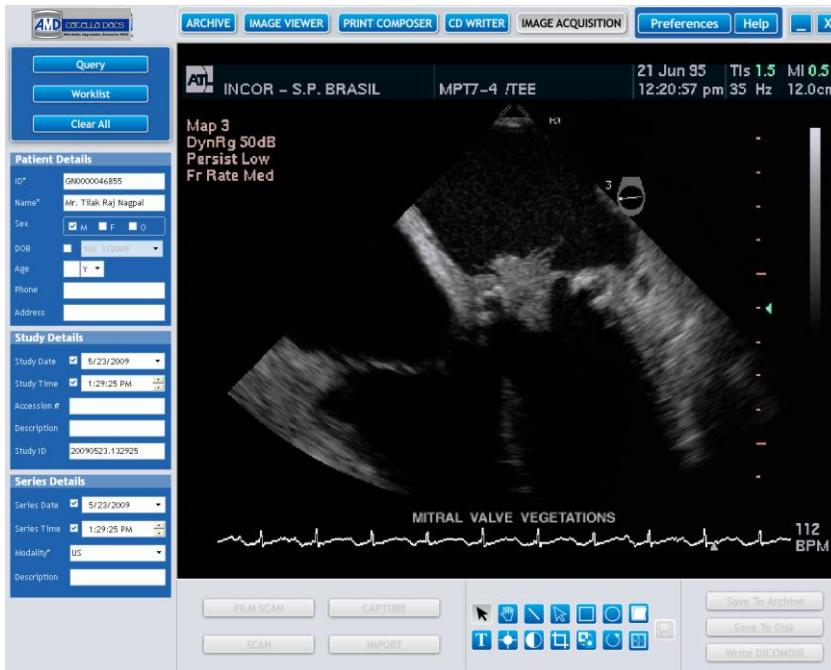 AMD COCELLO DOCS
ARCHIVE IMAGE VIEWER PRINT COMPOSER CD WRITER IMAGE ACQUISITION Preferences Help _ X
Query
Worklist
Clear All
Patient Details
ID* GN0000046855
Name* Mr. Tilak Raj Nagpal
Sex M F O
DOB 10/ 1/2009
Age Y
Phone
Address
Study Details
Study Date 5/23/2009
Study Time 1:29:25 PM
Accession #
Description
Study ID 20090523.132925
Series Details
Series Date 5/23/2009
Series Time 1:29:25 PM
Modality* US
Description
ATL INCOR - S.P. BRASIL MPT7-4 /TEE
21 Jun 95 TIs 1.5 MI 0.5
12:20:57 pm 35 Hz 12.0cm
Map 3
DynRg 50dB
Persist Low
Fr Rate Med
3
MITRAL VALVE VEGETATIONS
112
BPM
FILM SCAN CAPTURE
SCAN IMPORT
T
Save To Archive
Save To Disk
Write DICOMDIR